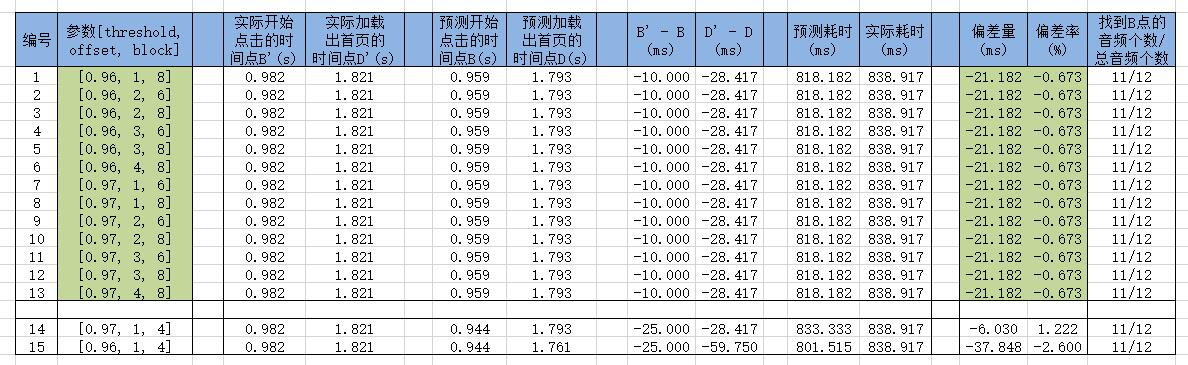 编号 参数[threshold, offset, block] 实际开始点击的时间点B'(s) 实际加载出首页的时间点D'(s) 预测开始点击的时间点B(s) 预测加载出首页的时间点D(s) B' - B (ms) D' - D (ms) 预测耗时(ms) 实际耗时(ms) 偏差量(ms) 偏差率(%) 找到B点的音频个数/总音频个数
1 [0.96, 1, 8] 0.982 1.821 0.959 1.793 -10.000 -28.417 818.182 838.917 -21.182 -0.673 11/12
2 [0.96, 2, 6] 0.982 1.821 0.959 1.793 -10.000 -28.417 818.182 838.917 -21.182 -0.673 11/12
3 [0.96, 2, 8] 0.982 1.821 0.959 1.793 -10.000 -28.417 818.182 838.917 -21.182 -0.673 11/12
4 [0.96, 3, 6] 0.982 1.821 0.959 1.793 -10.000 -28.417 818.182 838.917 -21.182 -0.673 11/12
5 [0.96, 3, 8] 0.982 1.821 0.959 1.793 -10.000 -28.417 818.182 838.917 -21.182 -0.673 11/12
6 [0.96, 4, 8] 0.982 1.821 0.959 1.793 -10.000 -28.417 818.182 838.917 -21.182 -0.673 11/12
7 [0.97, 1, 6] 0.982 1.821 0.959 1.793 -10.000 -28.417 818.182 838.917 -21.182 -0.673 11/12
8 [0.97, 1, 8] 0.982 1.821 0.959 1.793 -10.000 -28.417 818.182 838.917 -21.182 -0.673 11/12
9 [0.97, 2, 6] 0.982 1.821 0.959 1.793 -10.000 -28.417 818.182 838.917 -21.182 -0.673 11/12
10 [0.97, 2, 8] 0.982 1.821 0.959 1.793 -10.000 -28.417 818.182 838.917 -21.182 -0.673 11/12
11 [0.97, 3, 6] 0.982 1.821 0.959 1.793 -10.000 -28.417 818.182 838.917 -21.182 -0.673 11/12
12 [0.97, 3, 8] 0.982 1.821 0.959 1.793 -10.000 -28.417 818.182 838.917 -21.182 -0.673 11/12
13 [0.97, 4, 8] 0.982 1.821 0.959 1.793 -10.000 -28.417 818.182 838.917 -21.182 -0.673 11/12
14 [0.97, 1, 4] 0.982 1.821 0.944 1.793 -25.000 -28.417 833.333 838.917 -6.030 1.222 11/12
15 [0.96, 1, 4] 0.982 1.821 0.944 1.761 -25.000 -59.750 801.515 838.917 -37.848 -2.600 11/12